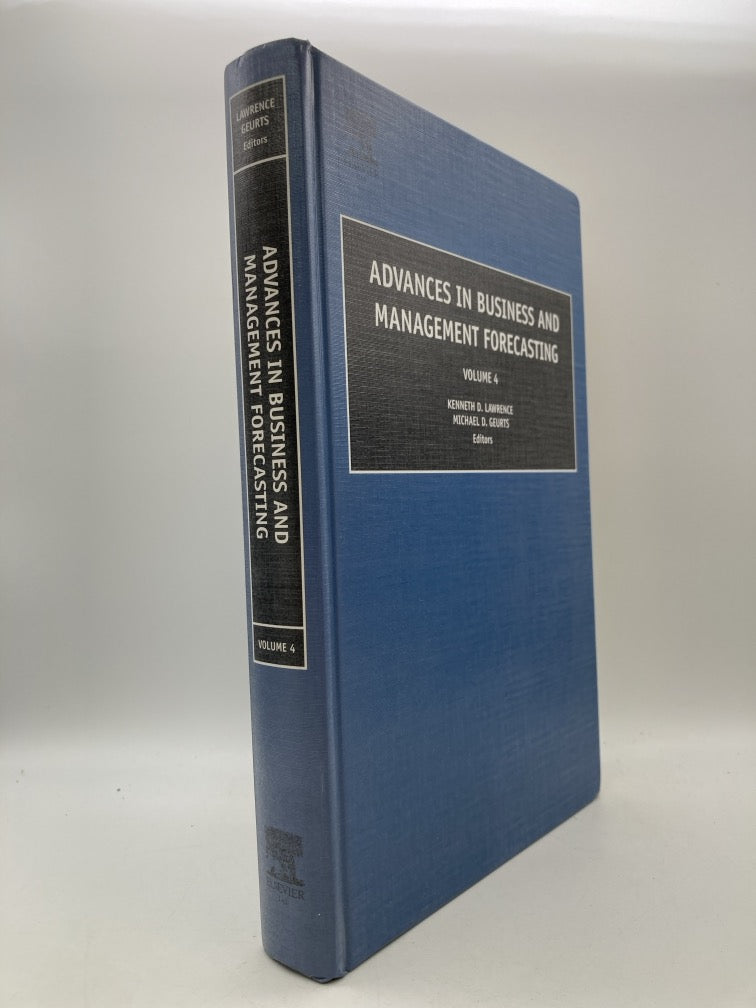 LAWRENCE
GEURTS
Editors
ADVANCES IN BUSINESS AND
MANAGEMENT FORECASTING
VOLUME 4
ELSEVIER
JAI
ADVANCES IN BUSINESS AND
MANAGEMENT FORECASTING
VOLUME 4
KENNETH D. LAWRENCE
MICHAEL D. GEURTS
Editors